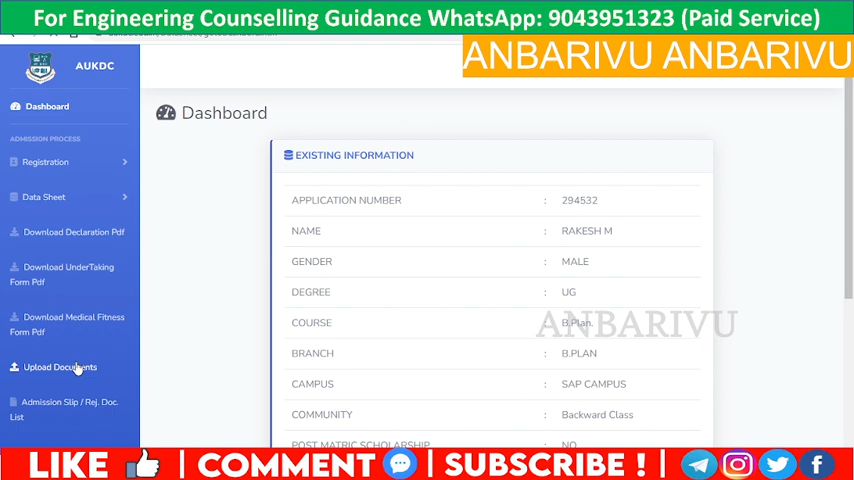 For Engineering Counselling Guidance WhatsApp: 9043951323 (Paid Service)
ANBARIVU ANBARIVU
AUKDC
Dashboard
ADMISSION PROCESS
Registration
Data Sheet
Download Declaration Pdf
Download UnderTaking
Form Pdf
Download Medical Fitness
Form Pdf
Upload Documents
Admission Slip / Rej. Doc.
List
Dashboard
EXISTING INFORMATION
APPLICATION NUMBER : 294532
NAME : RAKESH M
GENDER : MALE
DEGREE : UG
COURSE : B.Plan.
ANBARIVU
BRANCH : B.PLAN
CAMPUS : SAP CAMPUS
COMMUNITY : Backward Class
POST MATRIC SCHOLARSHIP : NO
LIKE | COMMENT | SUBSCRIBE ! |